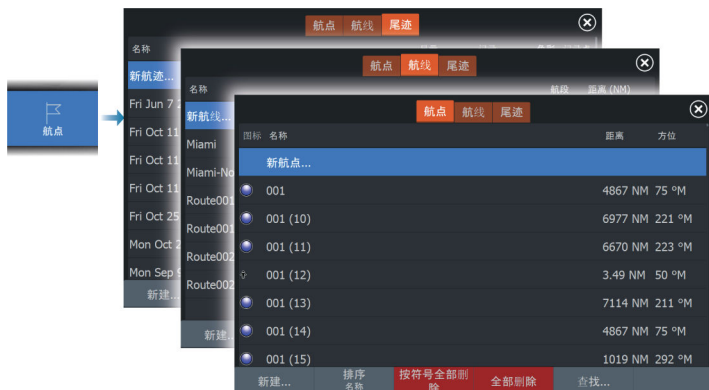 航点
航点 航线 尾迹
名称
新航迹...
Fri Jun 7
Fri Oct 11
Fri Oct 11
Fri Oct 11
Fri Oct 25
Mon Oct 2
Mon Sep
新建...
航点 航线 尾迹
名称 航段 距离 (NM)
新航线...
Miami
Miami-No
Route001
Route001
Route002
Route002
新建...
航点 航线 尾迹
图标 名称 距离 方位
新航点...
001 4867 NM 75 °M
001 (10) 6977 NM 221 °M
001 (11) 6670 NM 223 °M
001 (12) 3.49 NM 50 °M
001 (13) 7114 NM 211 °M
001 (14) 4867 NM 75 °M
001 (15) 1019 NM 292 °M
新建... 排序 名称 按符号全部删除 全部删除 查找...